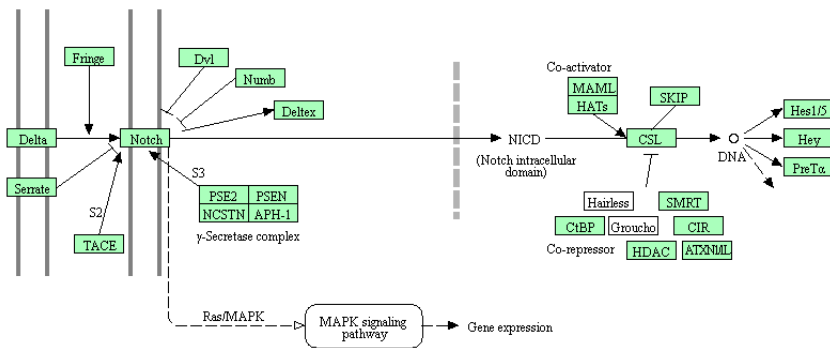 Fringe
Dvl
Numb
Deltex
Delta
Notch
Serrate
S2
TACE
S3
PSE2 PSEN
NCSTN APH-1
γ-Secretase complex
Co-activator
MAML
HATs
SKIP
NICD
(Notch intracellular
domain)
CSL
DNA
Hes1/5
Hey
PreTα
Hairless
SMRT
CtBP
Groucho
CIR
Co-repressor
HDAC
ATXN1/1L
Ras/MAPK
MAPK signaling
pathway
Gene expression